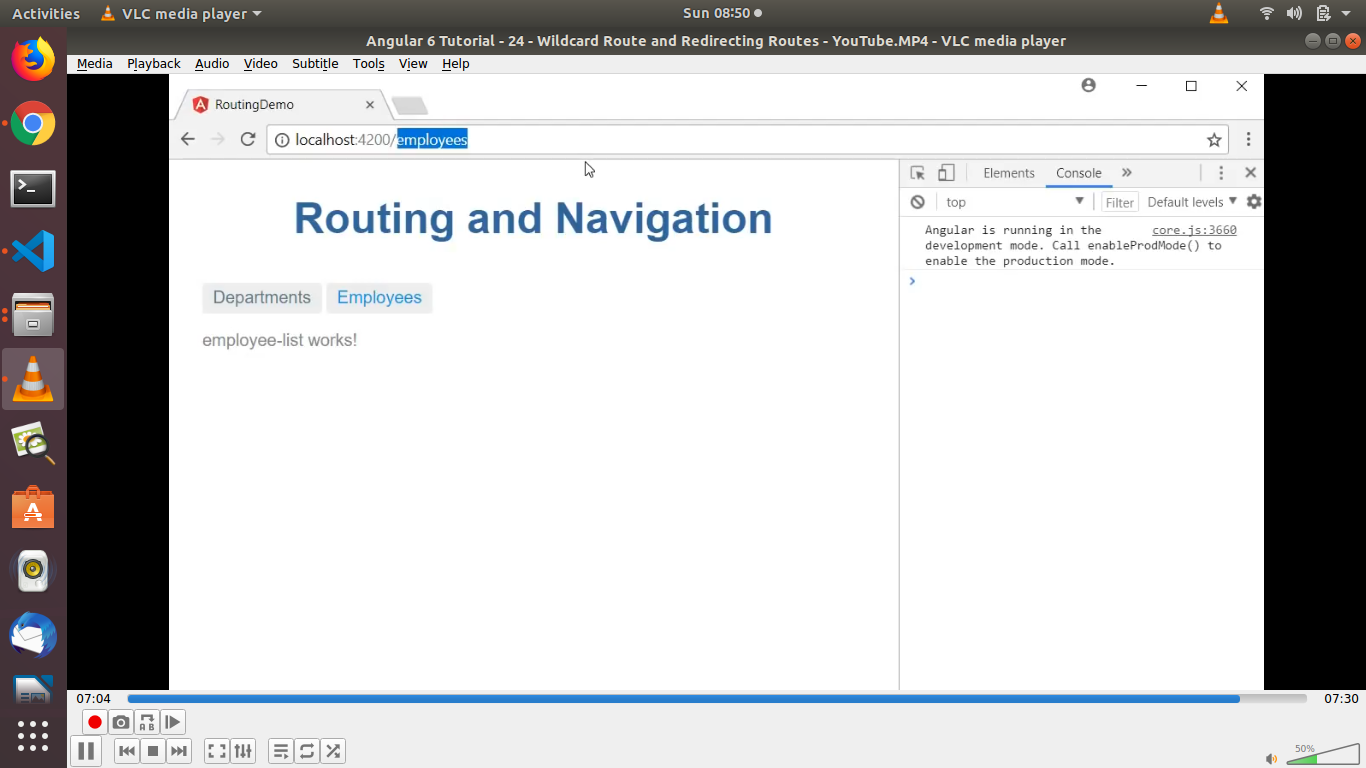 Activities VLC media player Sun 08:50
Angular 6 Tutorial - 24 - Wildcard Route and Redirecting Routes - YouTube.MP4 - VLC media player
Media Playback Audio Video Subtitle Tools View Help
RoutingDemo
localhost:4200/employees
Elements Console »
top Filter Default levels
Routing and Navigation
Angular is running in the core.js:3660
development mode. Call enableProdMode() to
enable the production mode.
Departments Employees
employee-list works!
07:04 07:30
A B
50%